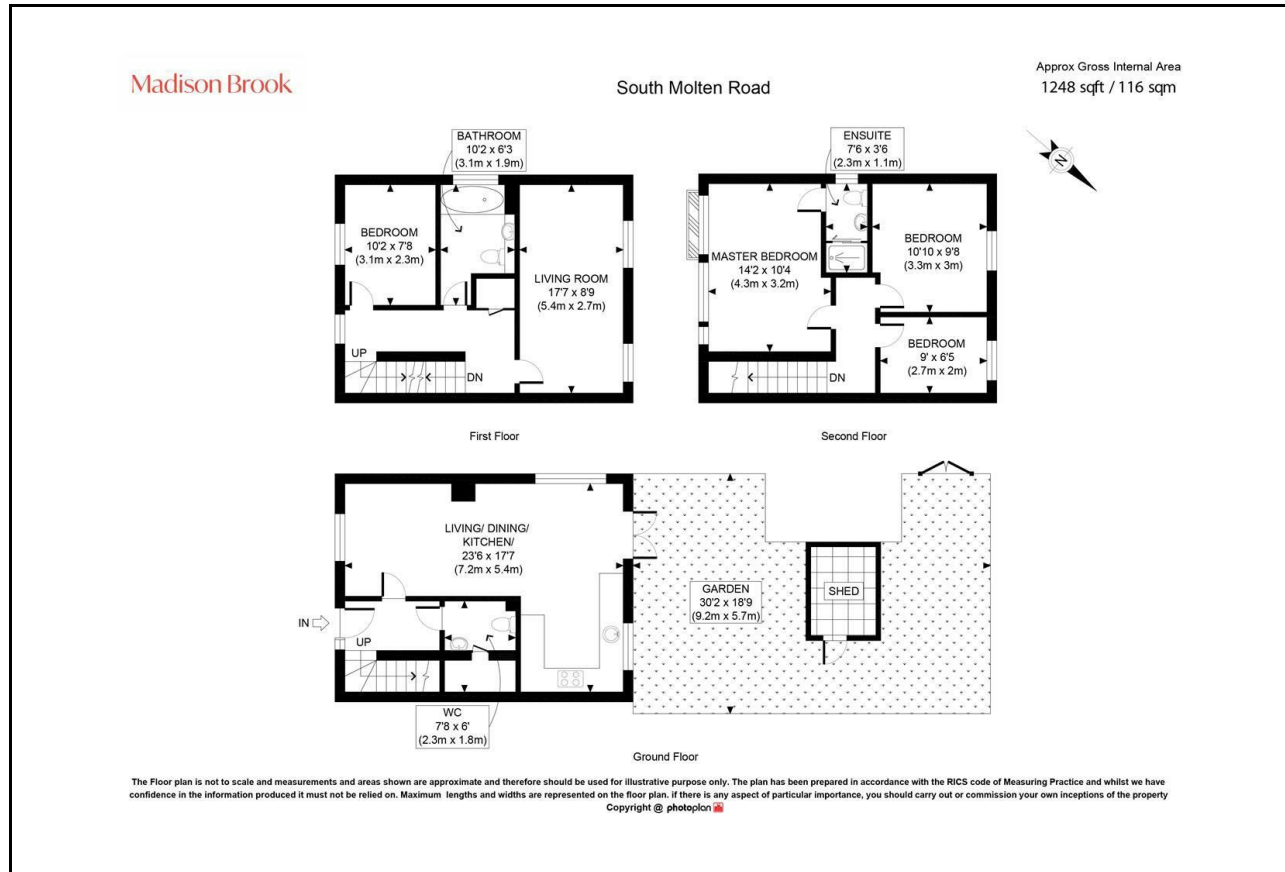 Madison Brook
South Molten Road
Approx Gross Internal Area
1248 sqft / 116 sqm
N
BATHROOM
10'2 x 6'3
(3.1m x 1.9m)
BEDROOM
10'2 x 7'8
(3.1m x 2.3m)
LIVING ROOM
17'7 x 8'9
(5.4m x 2.7m)
UP
DN
First Floor
ENSUITE
7'6 x 3'6
(2.3m x 1.1m)
MASTER BEDROOM
14'2 x 10'4
(4.3m x 3.2m)
BEDROOM
10'10 x 9'8
(3.3m x 3m)
BEDROOM
9' x 6'5
(2.7m x 2m)
DN
Second Floor
LIVING/ DINING/
KITCHEN/
23'6 x 17'7
(7.2m x 5.4m)
GARDEN
30'2 x 18'9
(9.2m x 5.7m)
SHED
IN
UP
WC
7'8 x 6'
(2.3m x 1.8m)
Ground Floor
The Floor plan is not to scale and measurements and areas shown are approximate and therefore should be used for illustrative purpose only. The plan has been prepared in accordance with the RICS code of Measuring Practice and whilst we have
confidence in the information produced it must not be relied on. Maximum lengths and widths are represented on the floor plan. if there is any aspect of particular importance, you should carry out or commission your own inceptions of the property
Copyright @ photoplan